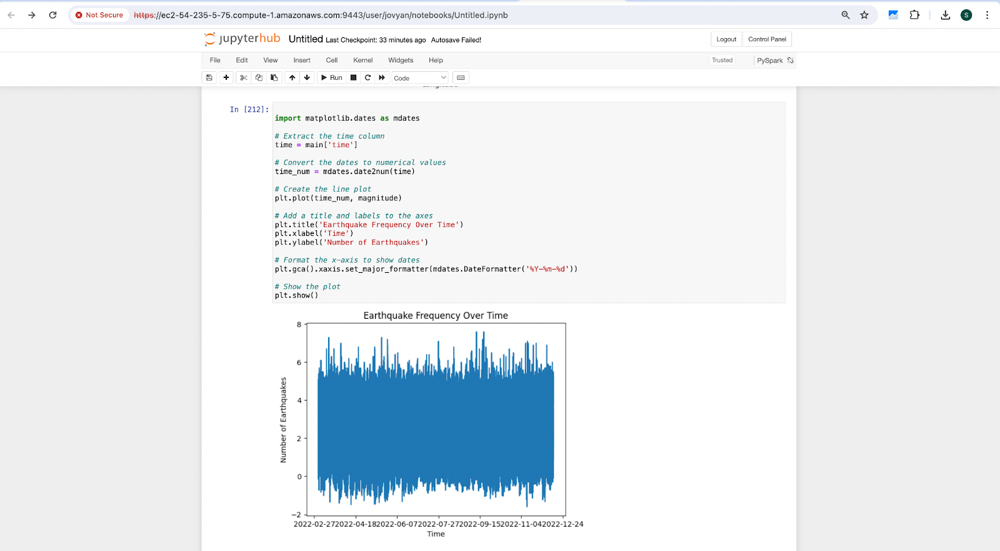 Not Secure https://ec2-54-235-5-75.compute-1.amazonaws.com:9443/user/jovyan/notebooks/Untitled.ipynb S
jupyterhub Untitled Last Checkpoint: 33 minutes ago Autosave Failed! Logout Control Panel
File Edit View Insert Cell Kernel Widgets Help Trusted PySpark
Run Code
In [212]:
import matplotlib.dates as mdates
# Extract the time column
time = main['time']
# Convert the dates to numerical values
time_num = mdates.date2num(time)
# Create the line plot
plt.plot(time_num, magnitude)
# Add a title and labels to the axes
plt.title('Earthquake Frequency Over Time')
plt.xlabel('Time')
plt.ylabel('Number of Earthquakes')
# Format the x-axis to show dates
plt.gca().xaxis.set_major_formatter(mdates.DateFormatter('%Y-%m-%d'))
# Show the plot
plt.show()
Earthquake Frequency Over Time
8
6
4
2
0
−2
Number of Earthquakes
2022-02-272022-04-182022-06-072022-07-272022-09-152022-11-042022-12-24
Time